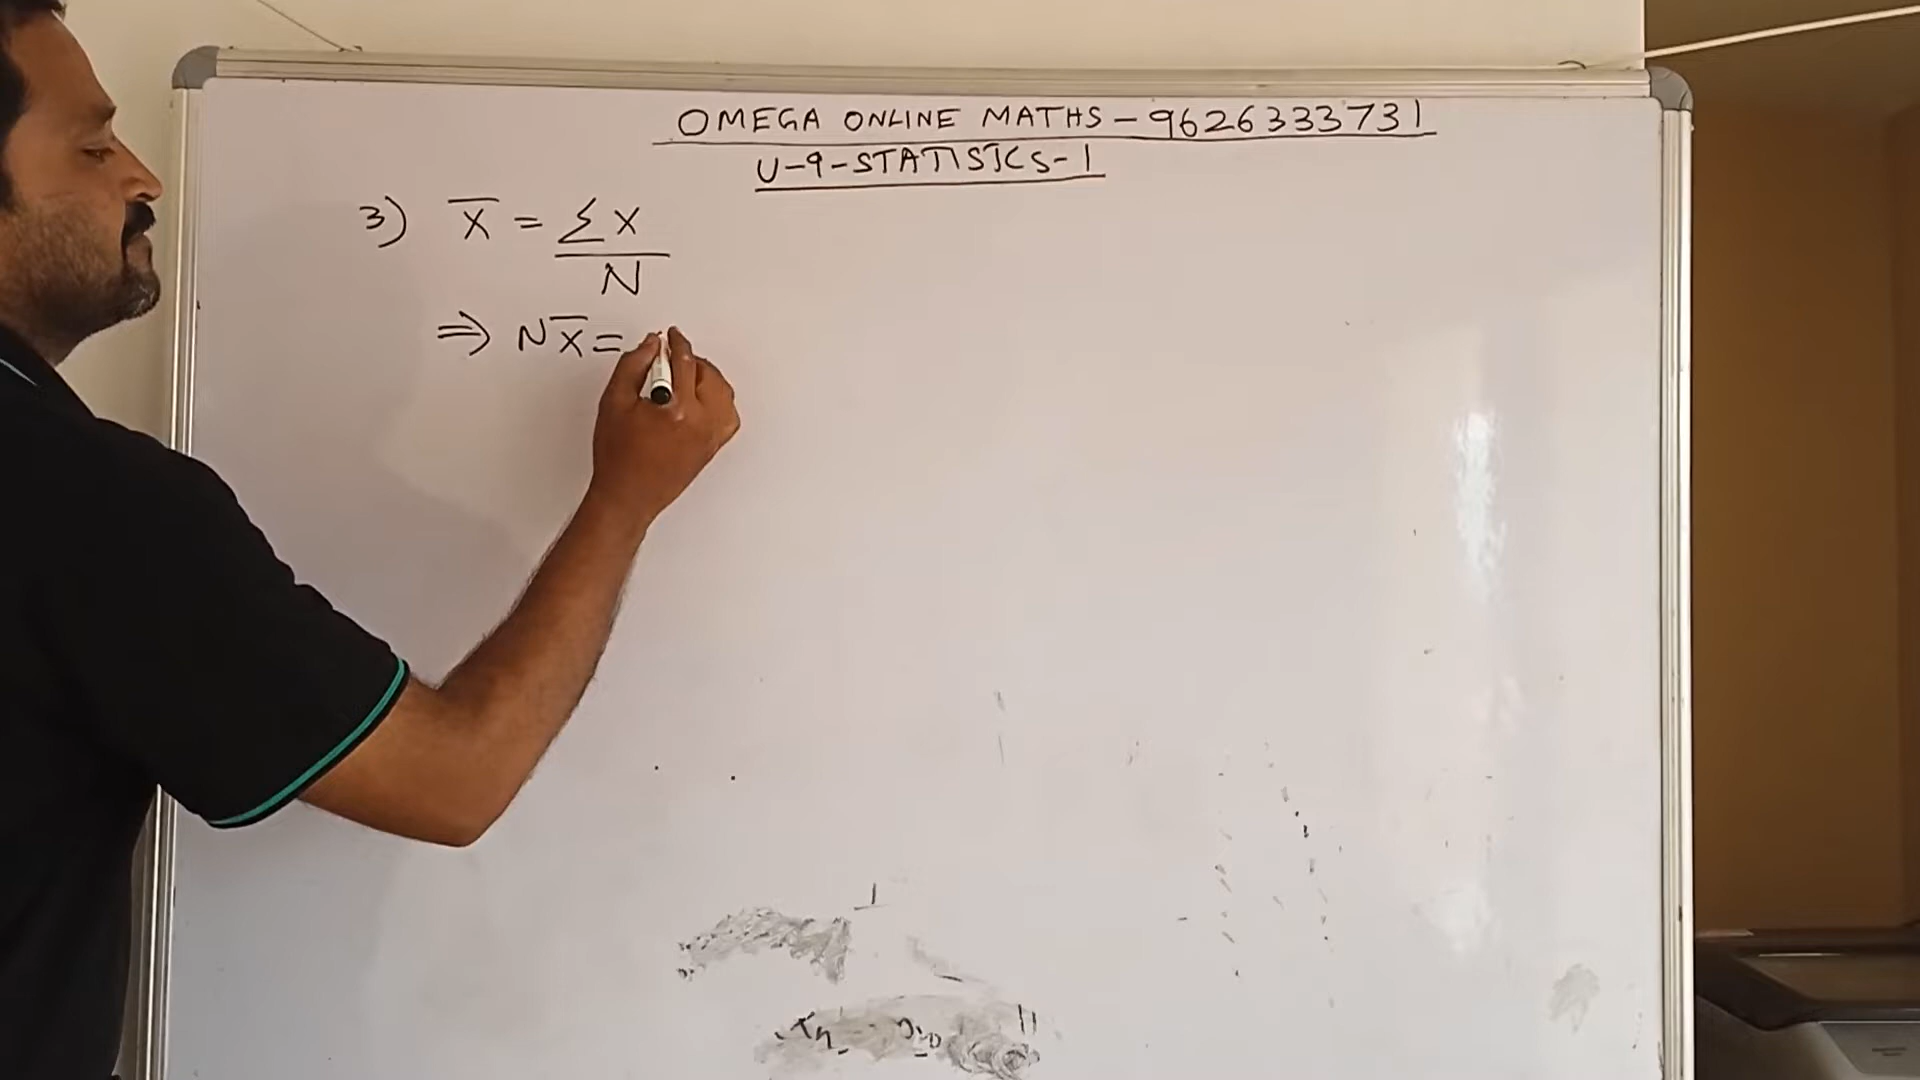 OMEGA ONLINE MATHS - 9626333731
U-9-STATISTICS-1
3) X̅ = ΣX
N
⇒ NX̅ =